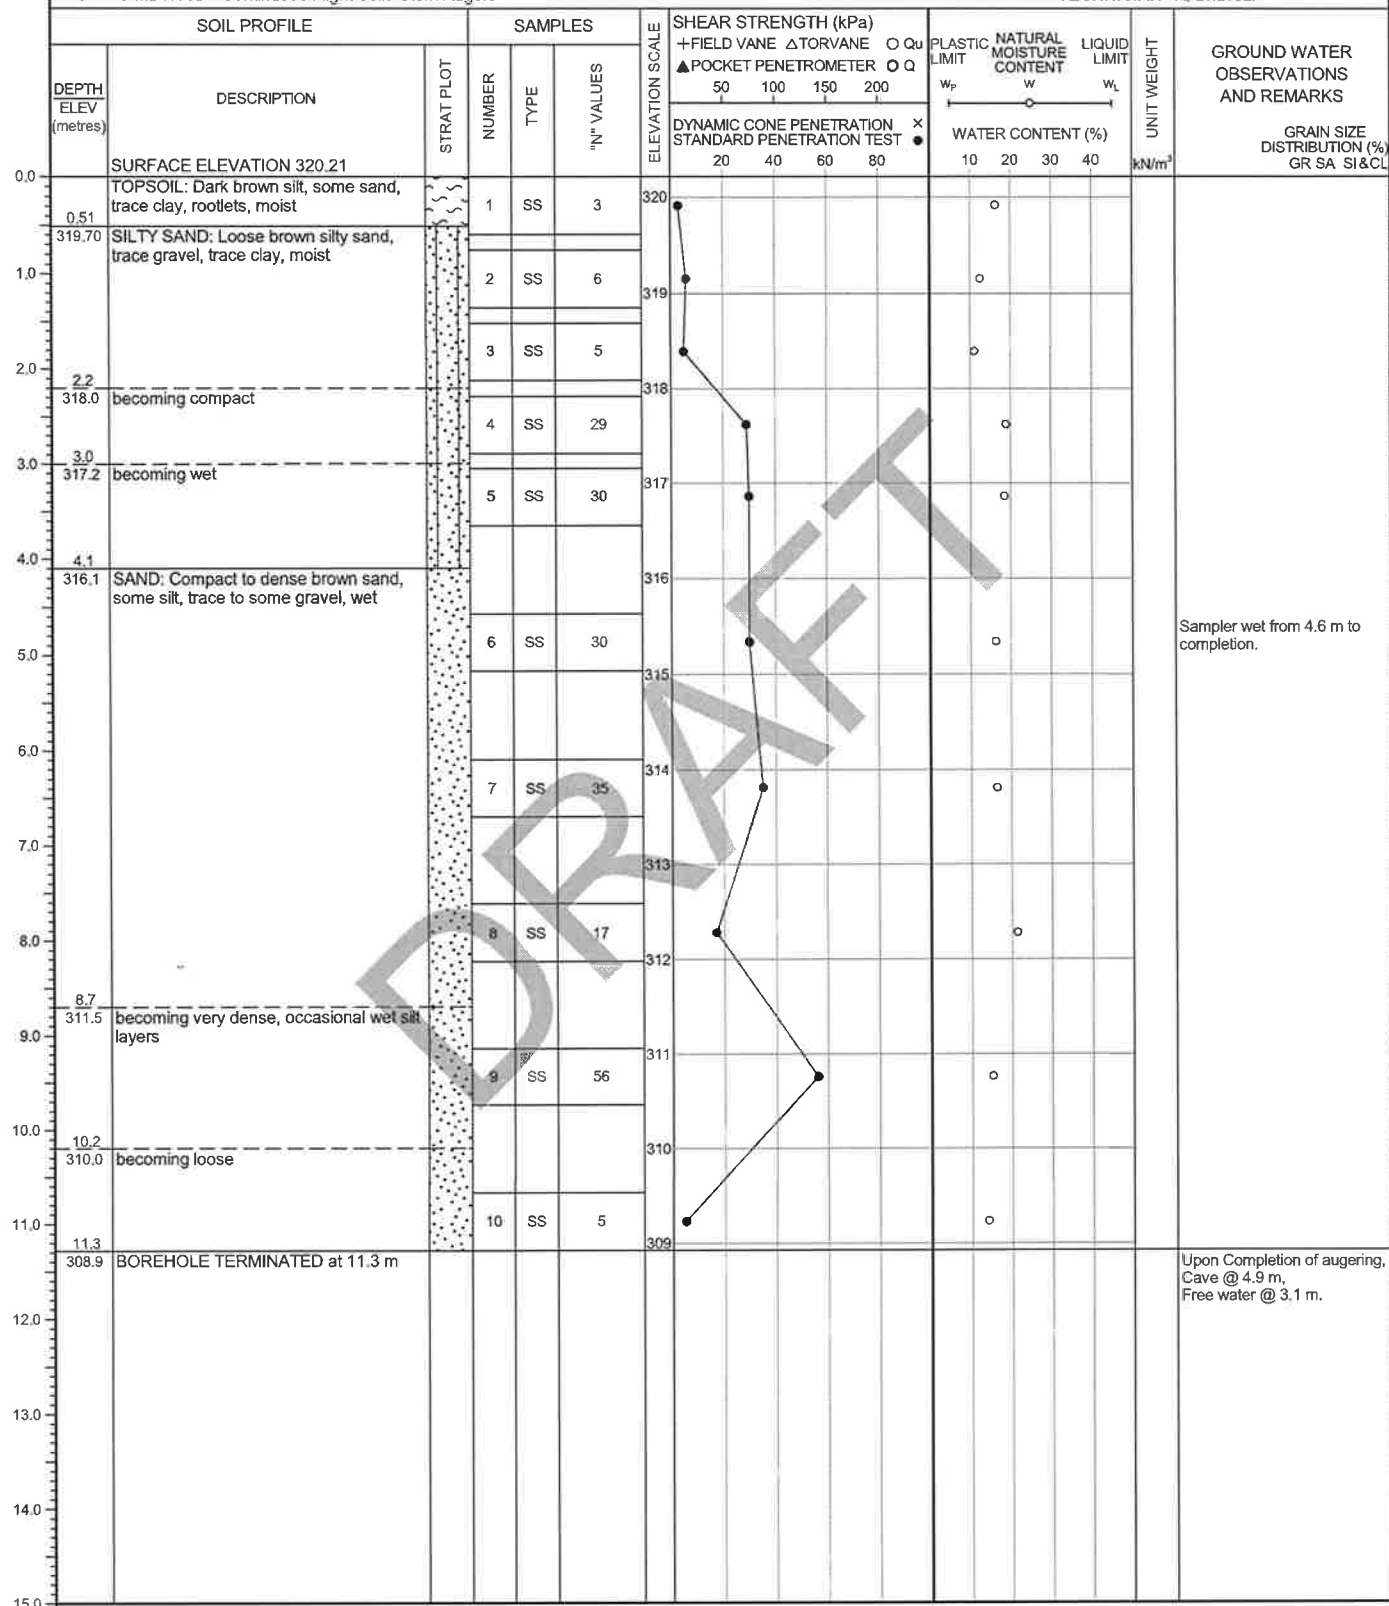 SOIL PROFILE
SAMPLES
DEPTH
ELEV
(metres)
DESCRIPTION
STRAT PLOT
NUMBER
TYPE
"N" VALUES
ELEVATION SCALE
SHEAR STRENGTH (kPa)
+FIELD VANE △TORVANE ○ Qu
▲POCKET PENETROMETER ○ Q
50 100 150 200
DYNAMIC CONE PENETRATION ×
STANDARD PENETRATION TEST ●
20 40 60 80
PLASTIC LIMIT
NATURAL MOISTURE CONTENT
LIQUID LIMIT
WP W WL
WATER CONTENT (%)
10 20 30 40
UNIT WEIGHT
kN/m³
GROUND WATER
OBSERVATIONS
AND REMARKS
GRAIN SIZE
DISTRIBUTION (%)
GR SA SI&CL
SURFACE ELEVATION 320.21
0.0
TOPSOIL: Dark brown silt, some sand,
trace clay, rootlets, moist
1 SS 3
320
0.51
319.70 SILTY SAND: Loose brown silty sand,
trace gravel, trace clay, moist
1.0
2 SS 6
319
3 SS 5
2.0
2.2
318.0 becoming compact
318
4 SS 29
3.0
3.0
317.2 becoming wet
317
5 SS 30
4.0
4.1
316.1 SAND: Compact to dense brown sand,
some silt, trace to some gravel, wet
316
5.0
6 SS 30
Sampler wet from 4.6 m to
completion.
315
6.0
314
7 SS 35
7.0
313
8.0
8 SS 17
312
8.7
311.5 becoming very dense, occasional wet silt
layers
9.0
311
9 SS 56
10.0
10.2
310.0 becoming loose
310
11.0
10 SS 5
309
11.3
308.9 BOREHOLE TERMINATED at 11.3 m
Upon Completion of augering,
Cave @ 4.9 m,
Free water @ 3.1 m.
12.0
13.0
14.0
15.0
DRAFT